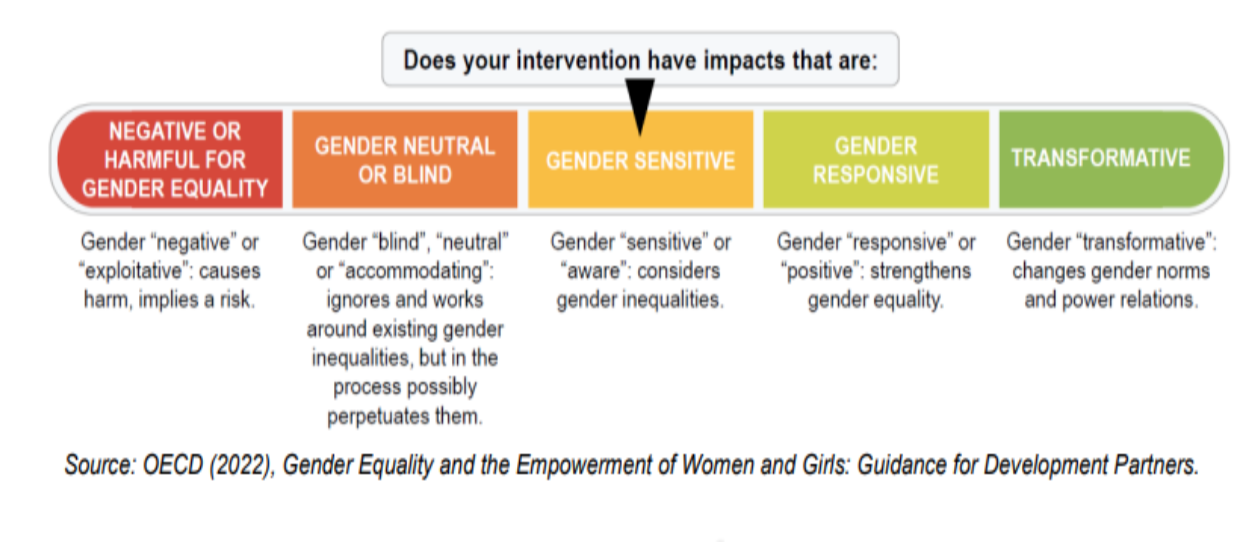 Does your intervention have impacts that are:
NEGATIVE OR
HARMFUL FOR
GENDER EQUALITY
GENDER NEUTRAL
OR BLIND
GENDER SENSITIVE
GENDER
RESPONSIVE
TRANSFORMATIVE
Gender “negative” or
“exploitative”: causes
harm, implies a risk.
Gender “blind”, “neutral”
or “accommodating”:
ignores and works
around existing gender
inequalities, but in the
process possibly
perpetuates them.
Gender “sensitive” or
“aware”: considers
gender inequalities.
Gender “responsive” or
“positive”: strengthens
gender equality.
Gender “transformative”:
changes gender norms
and power relations.
Source: OECD (2022), Gender Equality and the Empowerment of Women and Girls: Guidance for Development Partners.